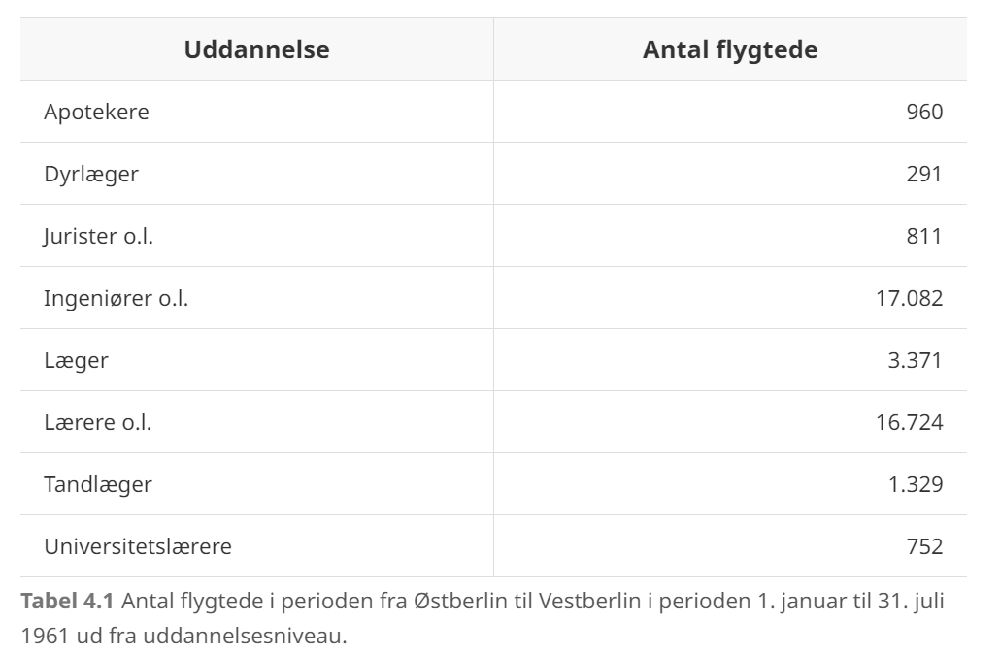 Uddannelse Antal flygtede
Apotekere 960
Dyrlæger 291
Jurister o.l. 811
Ingeniører o.l. 17.082
Læger 3.371
Lærere o.l. 16.724
Tandlæger 1.329
Universitetslærere 752
Tabel 4.1 Antal flygtede i perioden fra Østberlin til Vestberlin i perioden 1. januar til 31. juli
1961 ud fra uddannelsesniveau.